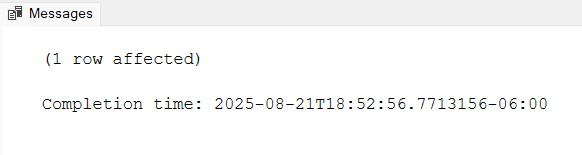 Messages
(1 row affected)
Completion time: 2025-08-21T18:52:56.7713156-06:00